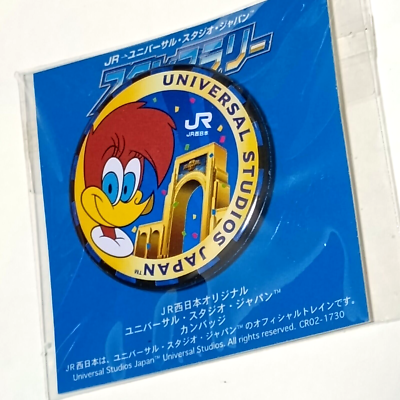 JR→ユニバーサル・スタジオ・ジャパン™
スタンプラリー
UNIVERSAL STUDIOS JAPAN™
JR
JR西日本
JR西日本オリジナル
ユニバーサル・スタジオ・ジャパン™
カンバッジ
JR西日本は、ユニバーサル・スタジオ・ジャパン™のオフィシャルトレインです。
Universal Studios Japan™ Universal Studios. All rights reserved. CR02-1730